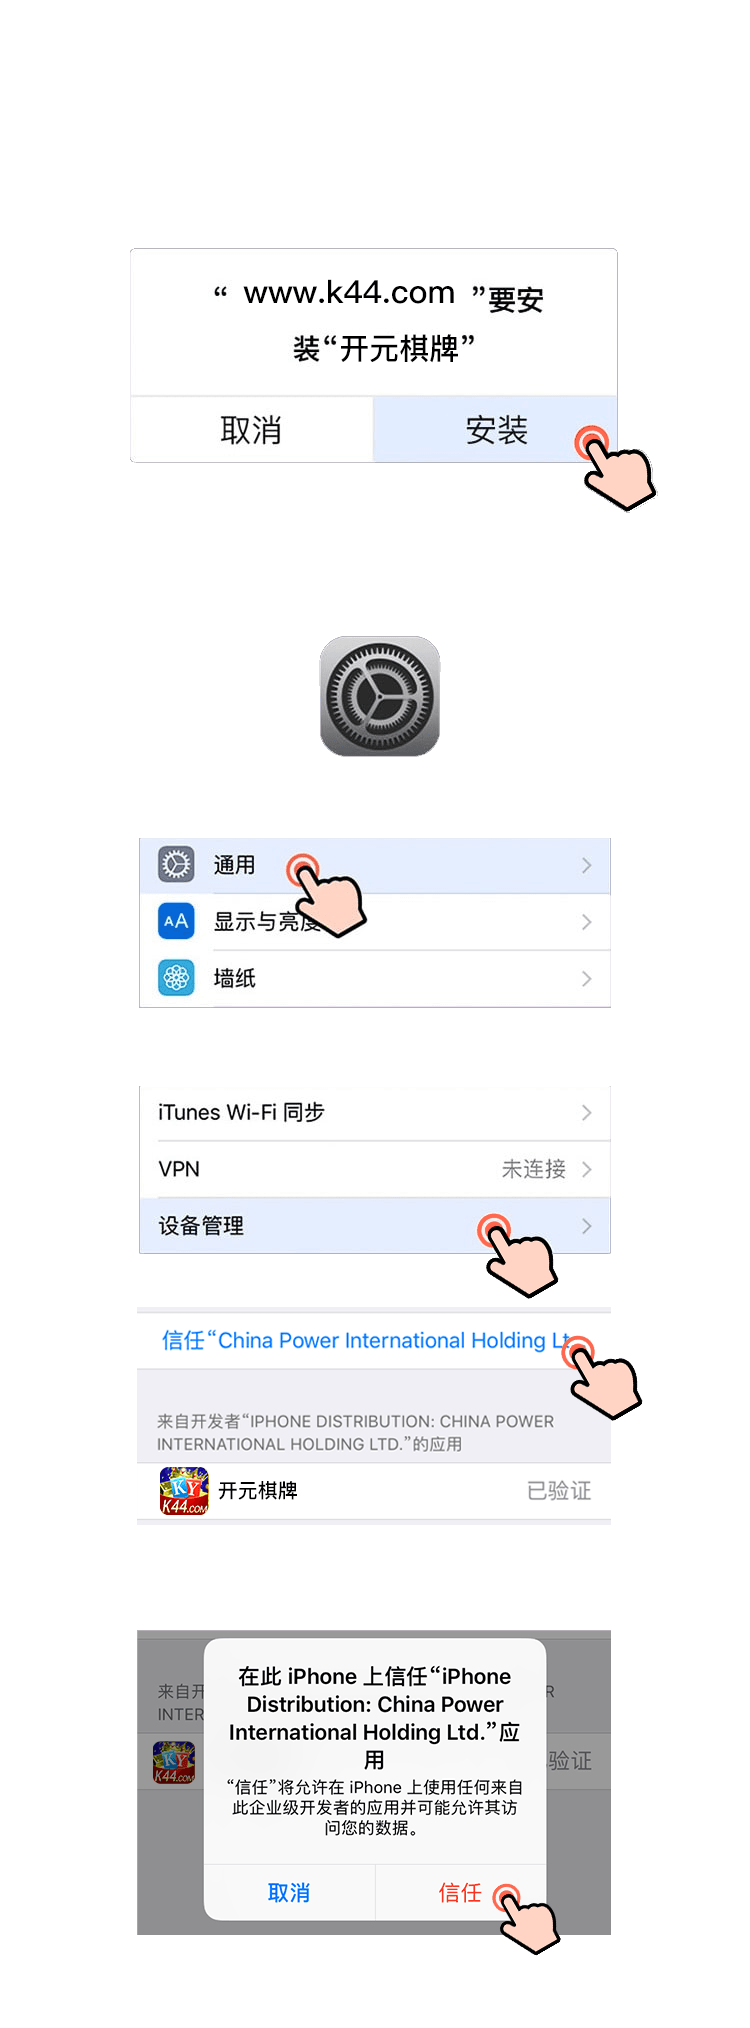 “ www.k44.com ”要安
装“开元棋牌”
取消
安装
通用
显示与亮度
墙纸
iTunes Wi-Fi 同步
VPN
未连接
设备管理
信任“China Power International Holding Lt
来自开发者“IPHONE DISTRIBUTION: CHINA POWER
INTERNATIONAL HOLDING LTD.”的应用
KY
K44.COM
开元棋牌
已验证
来自开
R
INTER
在此 iPhone 上信任“iPhone
Distribution: China Power
International Holding Ltd.”应
用
KY
K44.COM
验证
“信任”将允许在 iPhone 上使用任何来自
此企业级开发者的应用并可能允许其访
问您的数据。
取消
信任